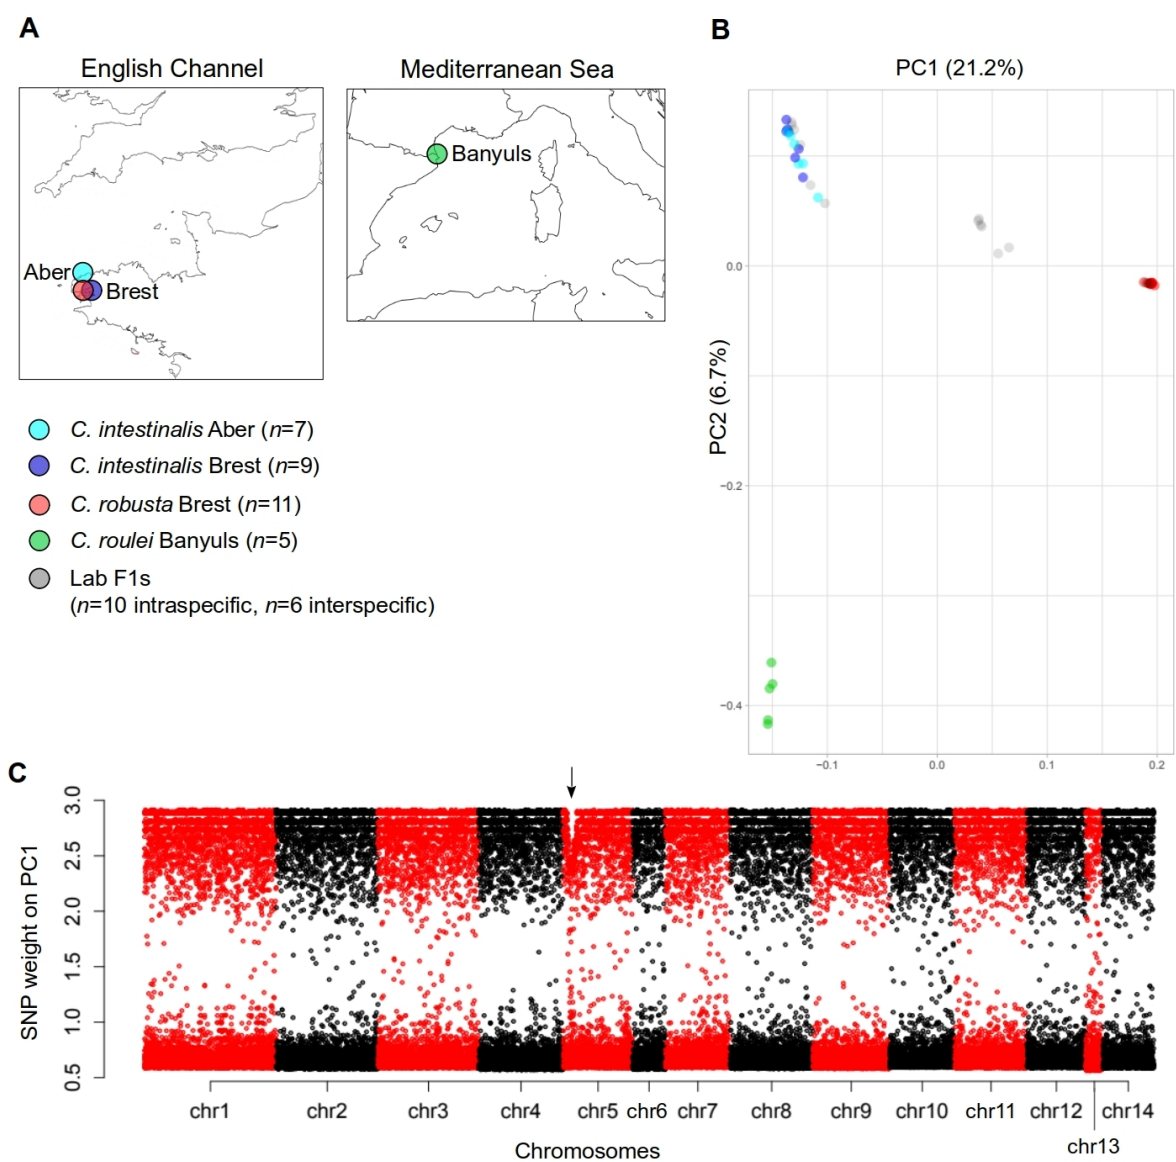 A
English Channel
Mediterranean Sea
Aber
Brest
Banyuls
C. intestinalis Aber (n=7)
C. intestinalis Brest (n=9)
C. robusta Brest (n=11)
C. roulei Banyuls (n=5)
Lab F1s
(n=10 intraspecific, n=6 interspecific)
B
PC1 (21.2%)
PC2 (6.7%)
0.0
−0.2
−0.4
−0.1
0.0
0.1
0.2
C
SNP weight on PC1
3.0
2.5
2.0
1.5
1.0
0.5
chr1
chr2
chr3
chr4
chr5
chr6
chr7
chr8
chr9
chr10
chr11
chr12
chr13
chr14
Chromosomes